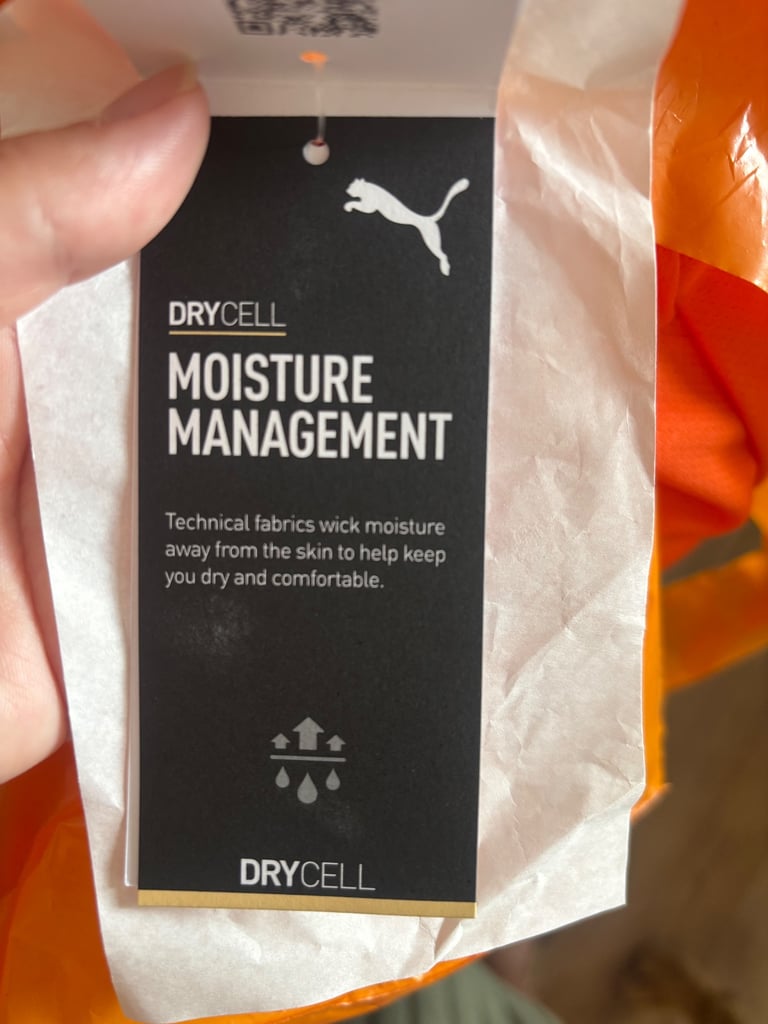 DRYCELL
MOISTURE
MANAGEMENT
Technical fabrics wick moisture
away from the skin to help keep
you dry and comfortable.
DRYCELL